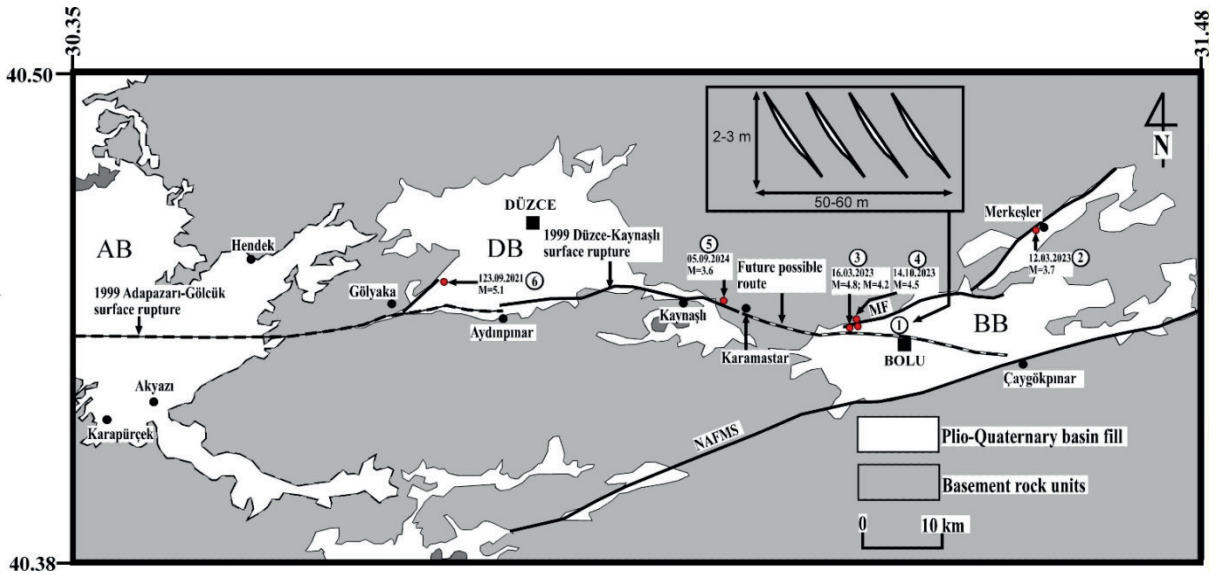 30.35
31.48
40.50
40.38
2-3 m
50-60 m
N
AB
Hendek
1999 Adapazarı-Gölcük
surface rupture
Akyazı
Karapürçek
DÜZCE
DB
1999 Düzce-Kaynaşlı
surface rupture
123.09.2021
M=5.1
⑥
Gölyaka
Aydınpınar
⑤
05.09.2024
M=3.6
Kaynaşlı
Future possible
route
Karamastar
③
16.03.2023
M=4.8; M=4.2
④
14.10.2023
M=4.5
MF
①
BOLU
BB
Merkeşler
12.03.2023
M=3.7
②
Çaygökpınar
NAFMS
Plio-Quaternary basin fill
Basement rock units
0 10 km